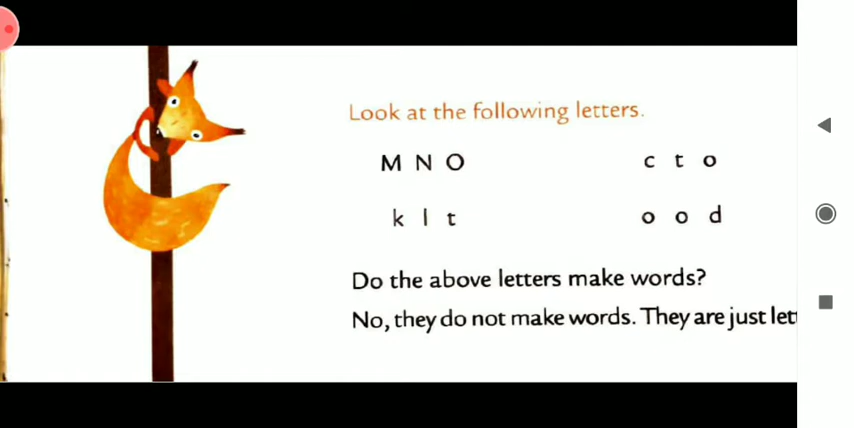 Look at the following letters.
M N O c t o
k l t o o d
Do the above letters make words?
No, they do not make words. They are just